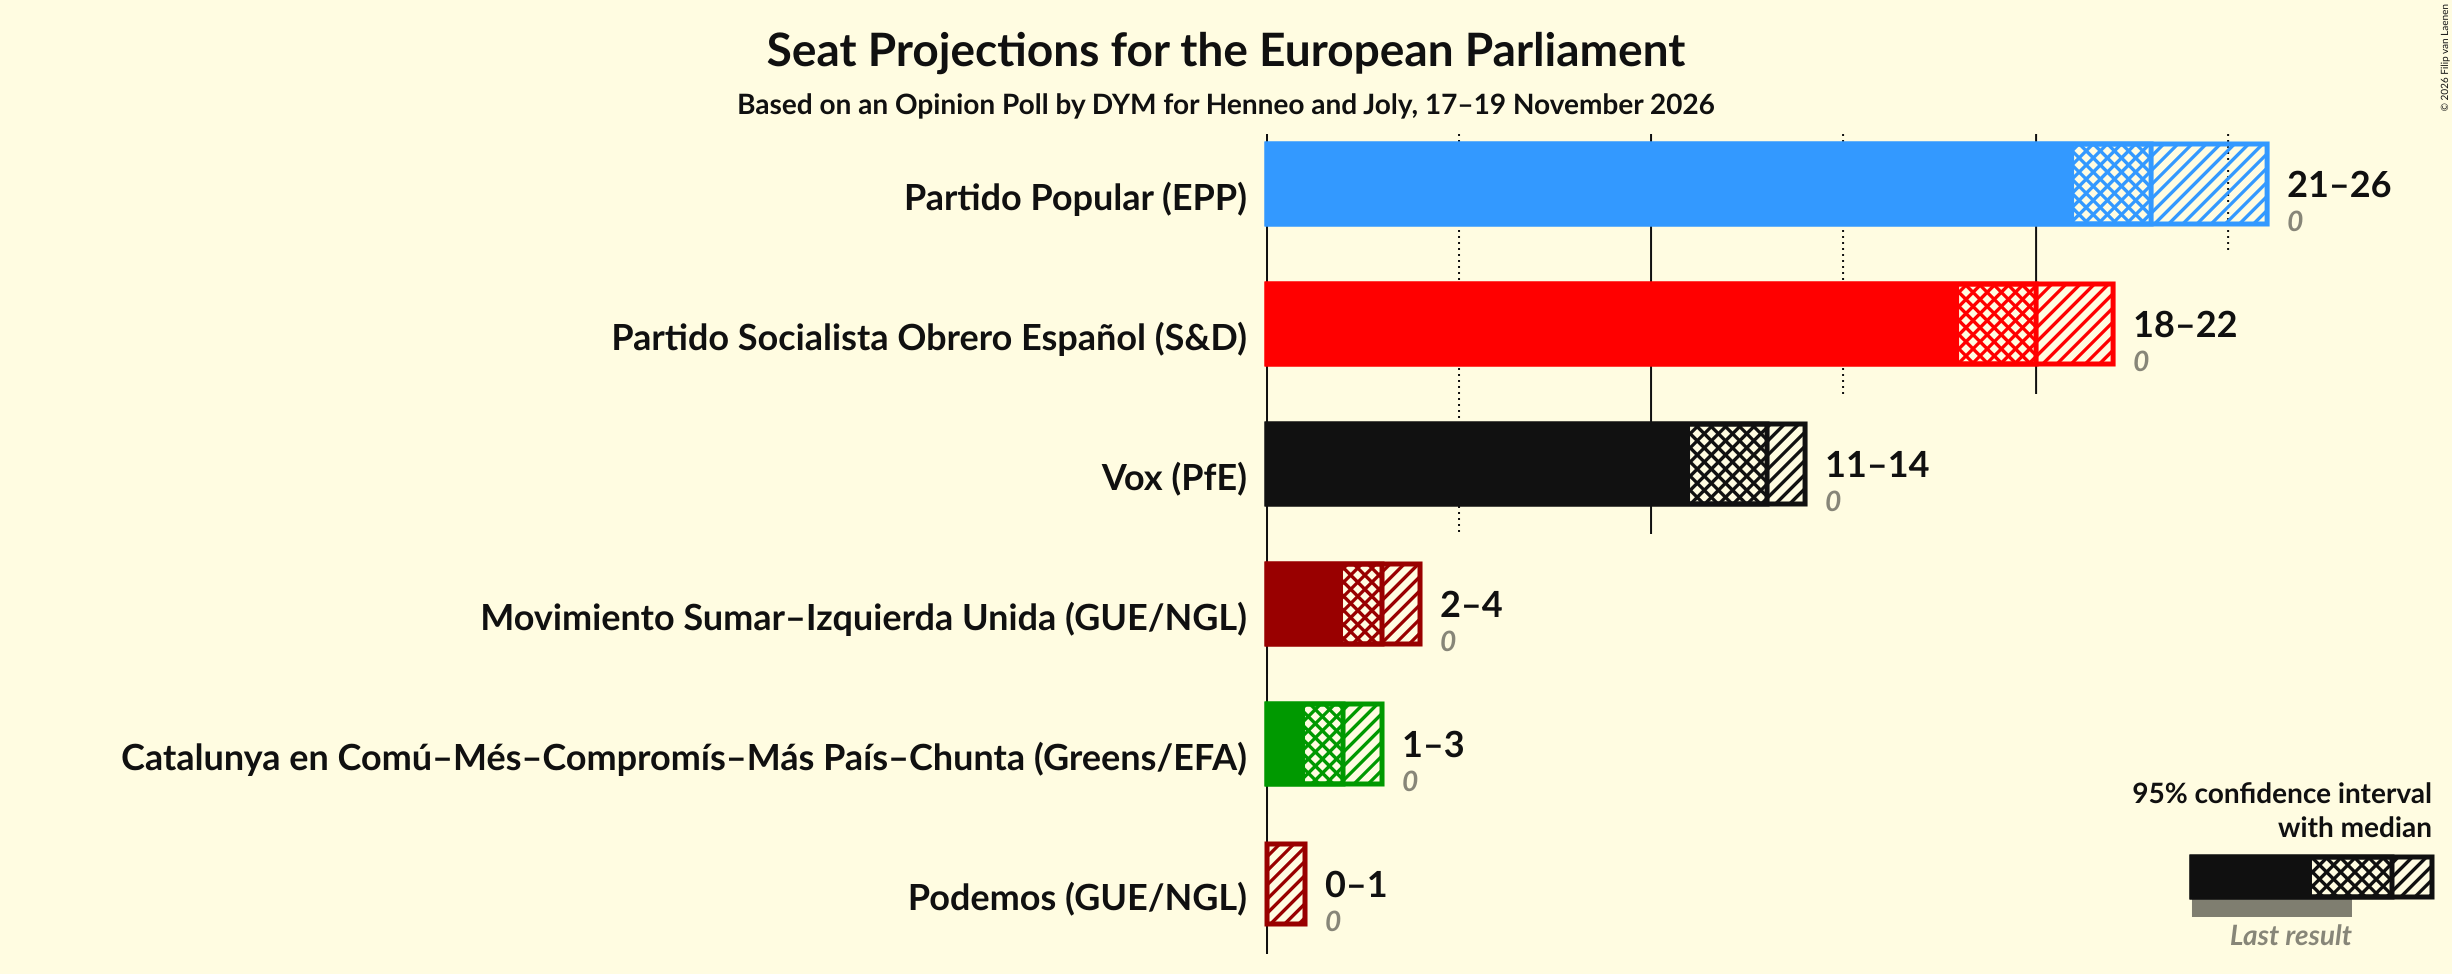 Seat Projections for the European Parliament
Based on an Opinion Poll by DYM for Henneo and Joly, 17–19 November 2026
© 2026 Filip van Laenen
Partido Popular (EPP)
21–26
0
Partido Socialista Obrero Español (S&D)
18–22
0
Vox (PfE)
11–14
0
Movimiento Sumar–Izquierda Unida (GUE/NGL)
2–4
0
Catalunya en Comú–Més–Compromís–Más País–Chunta (Greens/EFA)
1–3
0
Podemos (GUE/NGL)
0–1
0
95% confidence interval
with median
Last result